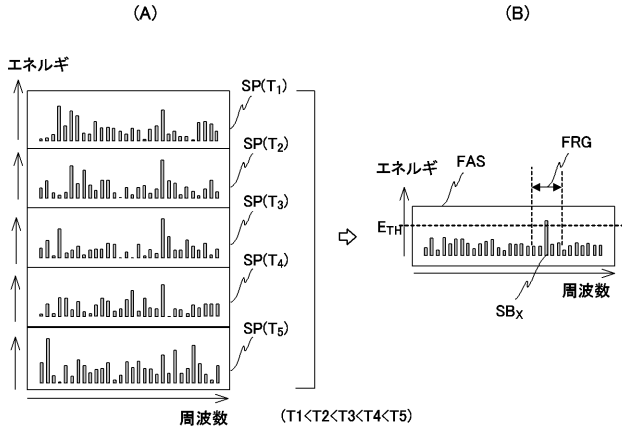 (A)
エネルギ
SP(T1)
SP(T2)
SP(T3)
SP(T4)
SP(T5)
周波数
(T1<T2<T3<T4<T5)
(B)
エネルギ
FAS
FRG
ETH
SBX
周波数